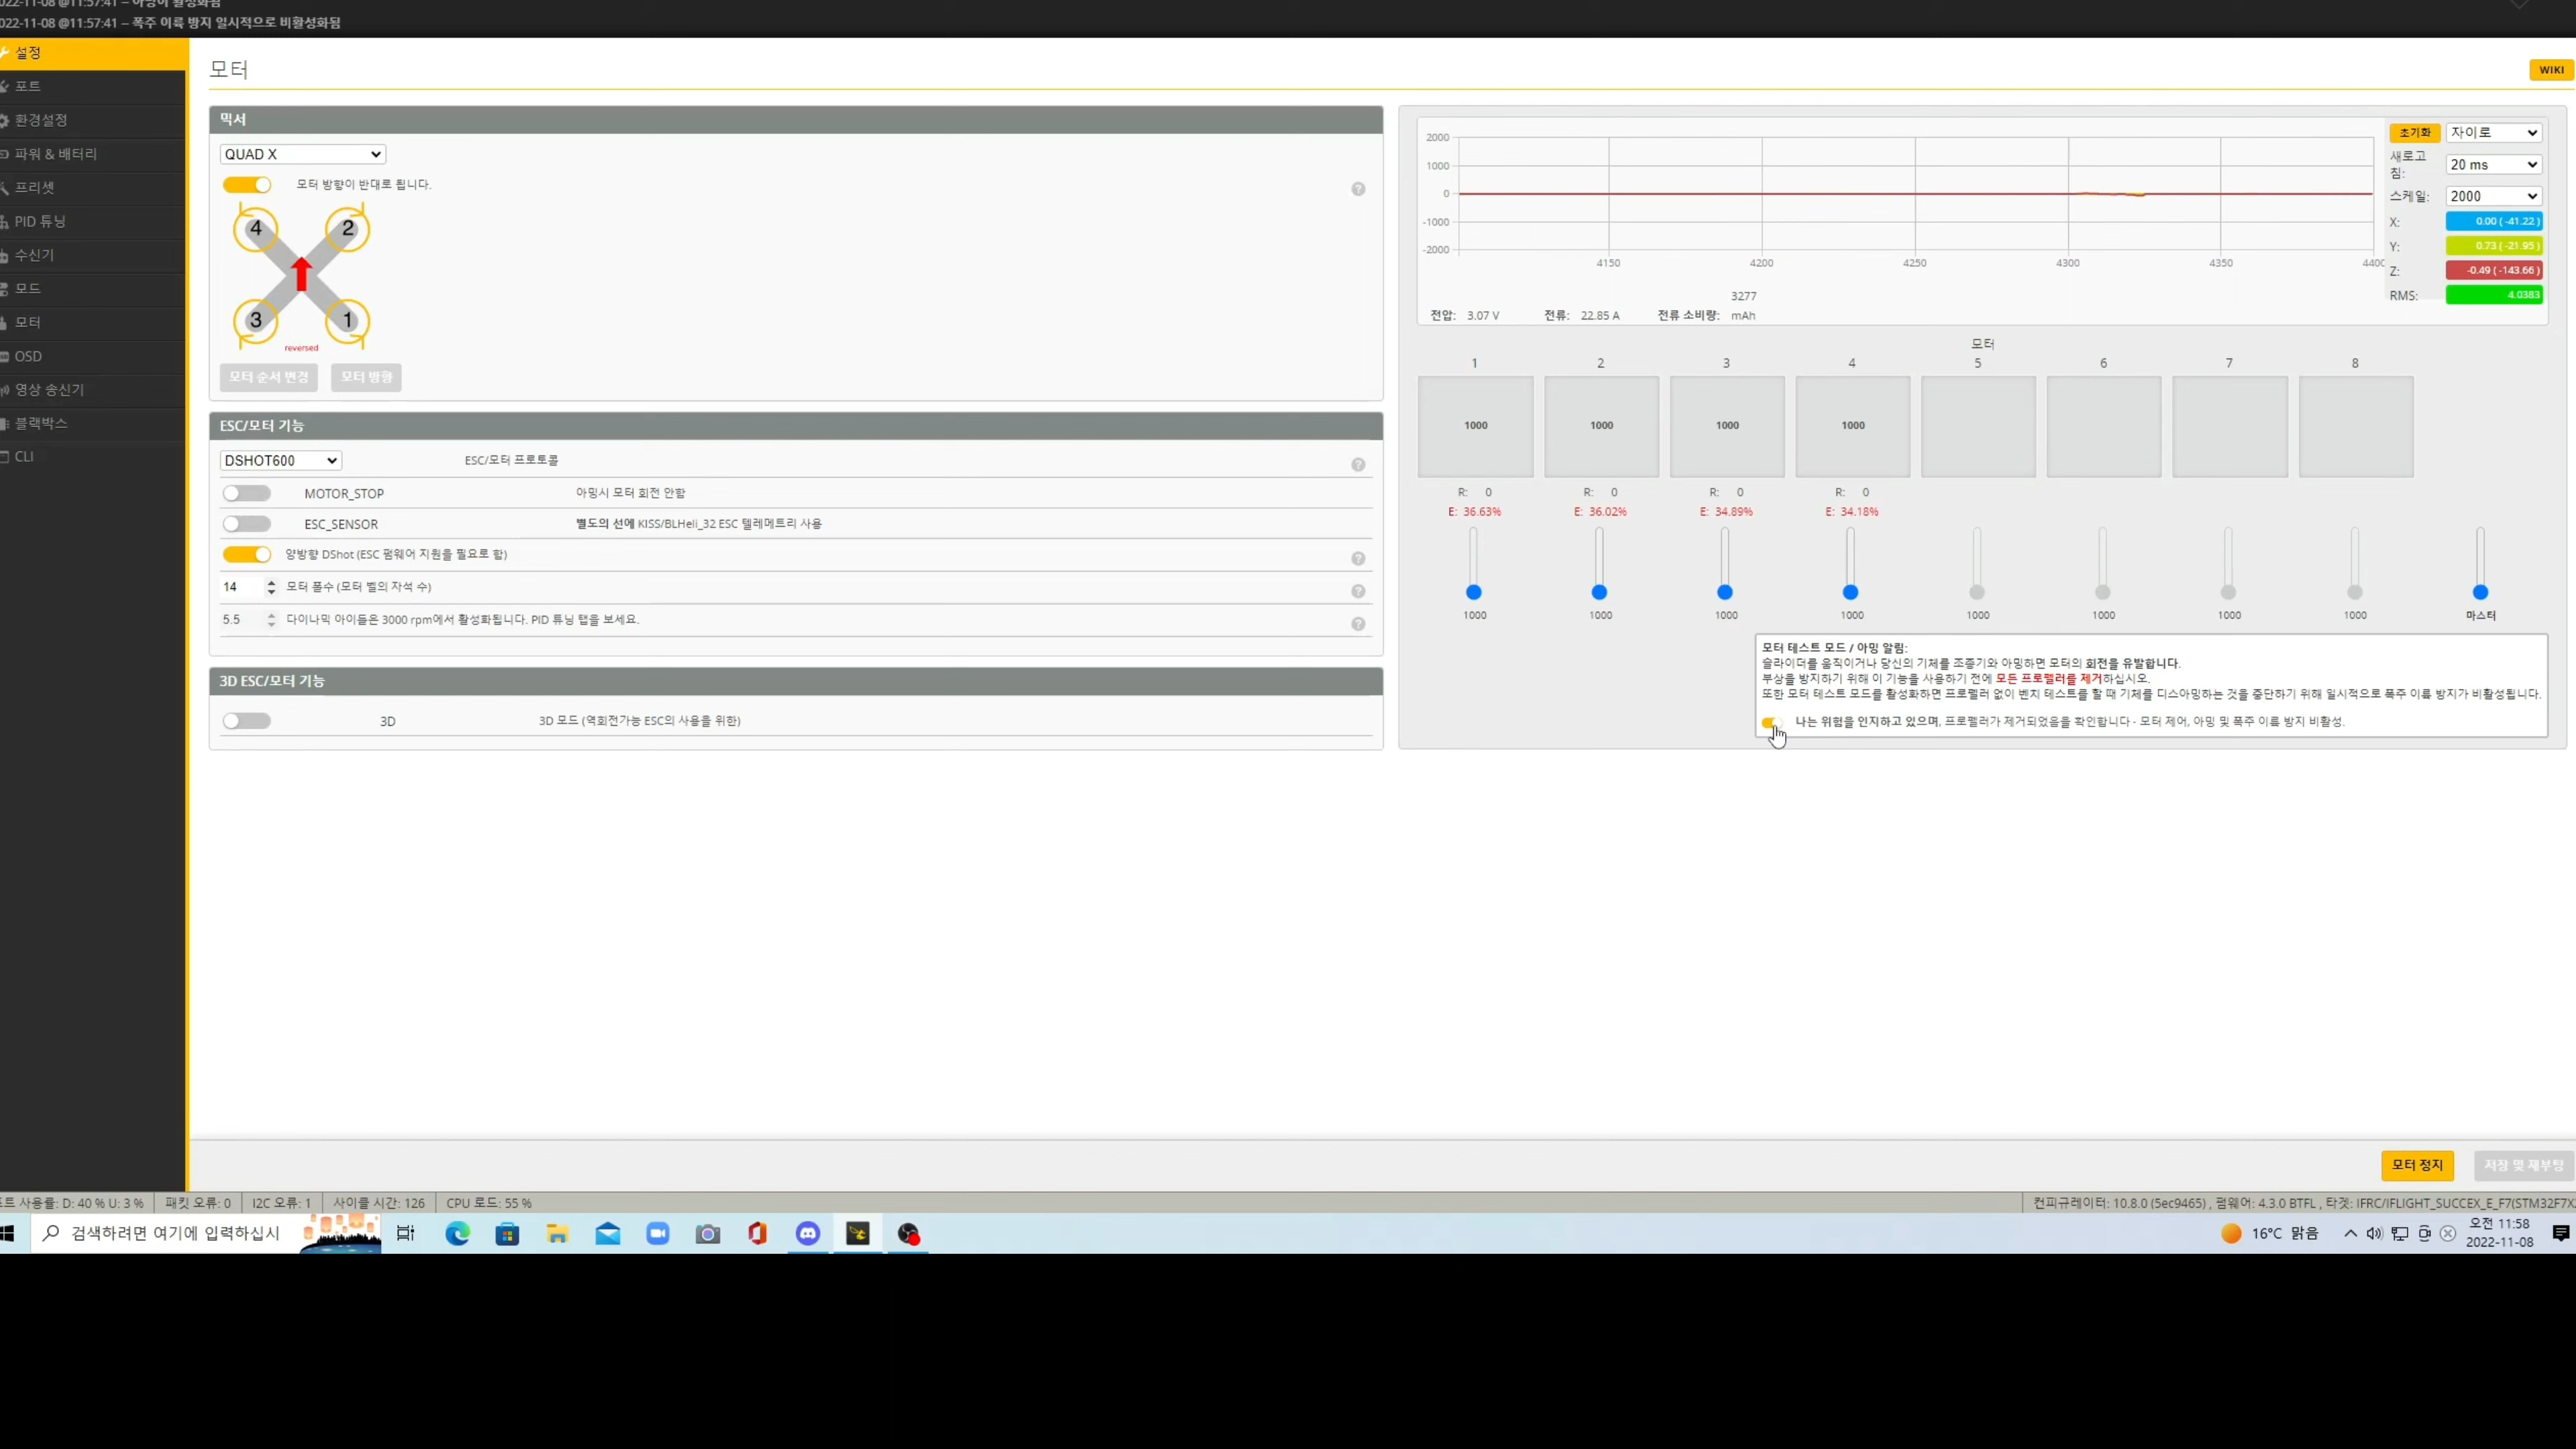 022-11-08 @11:57:41 – 아밍이 활성화됨
022-11-08 @11:57:41 – 폭주 이륙 방지 일시적으로 비활성화됨
설정
포트
환경설정
파워 & 배터리
프리셋
PID 튜닝
수신기
모드
모터
OSD
영상 송신기
블랙박스
CLI
모터
WIKI
믹서
QUAD X
모터 방향이 반대로 됩니다.
4
2
3
1
reversed
모터 순서 변경
모터 방향
ESC/모터 기능
DSHOT600
ESC/모터 프로토콜
MOTOR_STOP
아밍시 모터 회전 안함
ESC_SENSOR
별도의 선에 KISS/BLHeli_32 ESC 텔레메트리 사용
양방향 DShot (ESC 펌웨어 지원을 필요로 함)
14
모터 폴수 (모터 벨의 자석 수)
5.5
다이나믹 아이들은 3000 rpm에서 활성화됩니다. PID 튜닝 탭을 보세요.
3D ESC/모터 기능
3D
3D 모드 (역회전가능 ESC의 사용을 위한)
2000
1000
0
-1000
-2000
4150
4200
4250
4300
4350
4400
초기화
자이로
새로고
침:
20 ms
스케일:
2000
X:
0.00 ( -41.22 )
Y:
0.73 ( -21.95 )
Z:
-0.49 ( -143.66 )
RMS:
4.0383
전압: 3.07 V
전류: 22.85 A
전류 소비량:
3277
mAh
모터
1 2 3 4 5 6 7 8
1000 1000 1000 1000
R: 0 R: 0 R: 0 R: 0
E: 36.63% E: 36.02% E: 34.89% E: 34.18%
1000 1000 1000 1000 1000 1000 1000 1000 마스터
모터 테스트 모드 / 아밍 알림:
슬라이더를 움직이거나 당신의 기체를 조종기와 아밍하면 모터의 회전을 유발합니다.
부상을 방지하기 위해 이 기능을 사용하기 전에 모든 프로펠러를 제거하십시오.
또한 모터 테스트 모드를 활성화하면 프로펠러 없이 벤치 테스트를 할 때 기체를 디스아밍하는 것을 중단하기 위해 일시적으로 폭주 이륙 방지가 비활성됩니다.
나는 위험을 인지하고 있으며, 프로펠러가 제거되었음을 확인합니다 - 모터 제어, 아밍 및 폭주 이륙 방지 비활성.
모터 정지
저장 및 재부팅
트 사용률: D: 40 % U: 3 %
패킷 오류: 0
I2C 오류: 1
사이클 시간: 126
CPU 로드: 55 %
컨피규레이터: 10.8.0 (5ec9465) , 펌웨어: 4.3.0 BTFL , 타겟: IFRC/IFLIGHT_SUCCEX_E_F7(STM32F7X
검색하려면 여기에 입력하십시
16°C 맑음
오전 11:58
2022-11-08